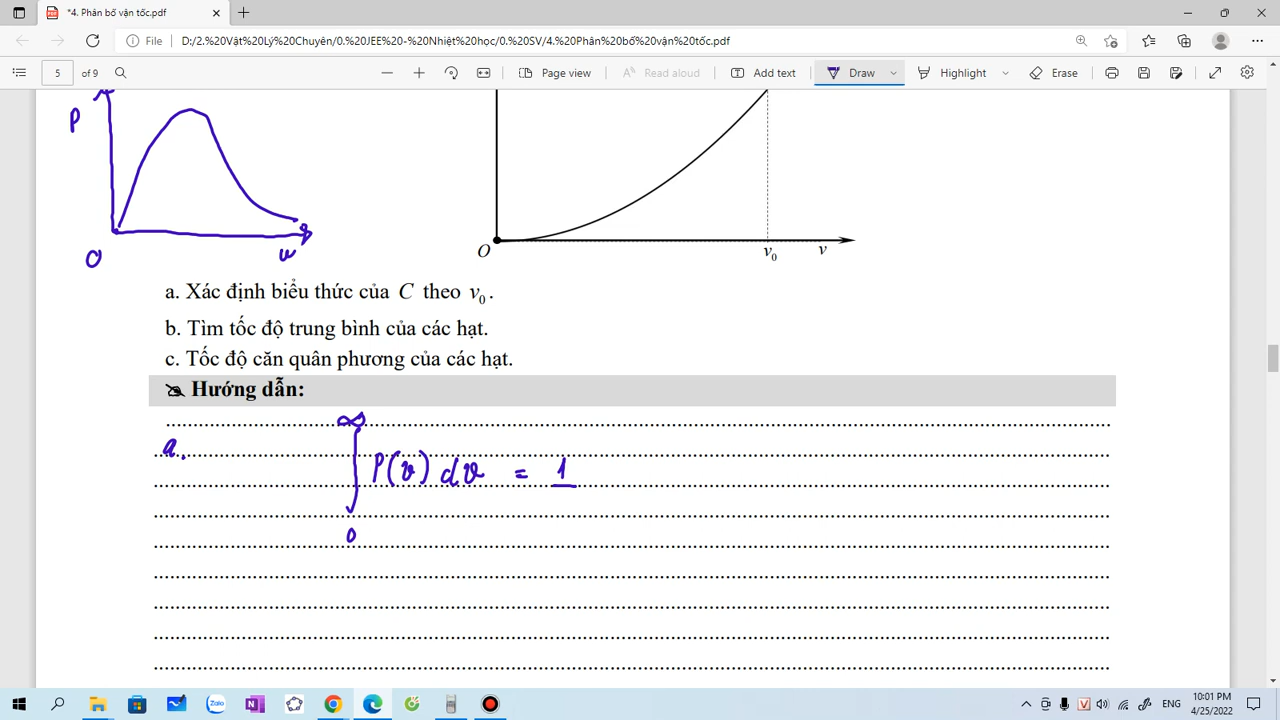 *4. Phân bố vận tốc.pdf
File D:/2.%20Vật%20Lý%20Chuyên/0.%20JEE%20-%20Nhiệt%20học/0.%20SV/4.%20Phân%20bố%20vận%20tốc.pdf
5 of 9 Page view Read aloud Add text Draw Highlight Erase
P
O v
O v0 v
a. Xác định biểu thức của C theo v0.
b. Tìm tốc độ trung bình của các hạt.
c. Tốc độ căn quân phương của các hạt.
Hướng dẫn:
a. ∫0^∞ P(v) dv = 1
Zalo
ENG
10:01 PM
4/25/2022